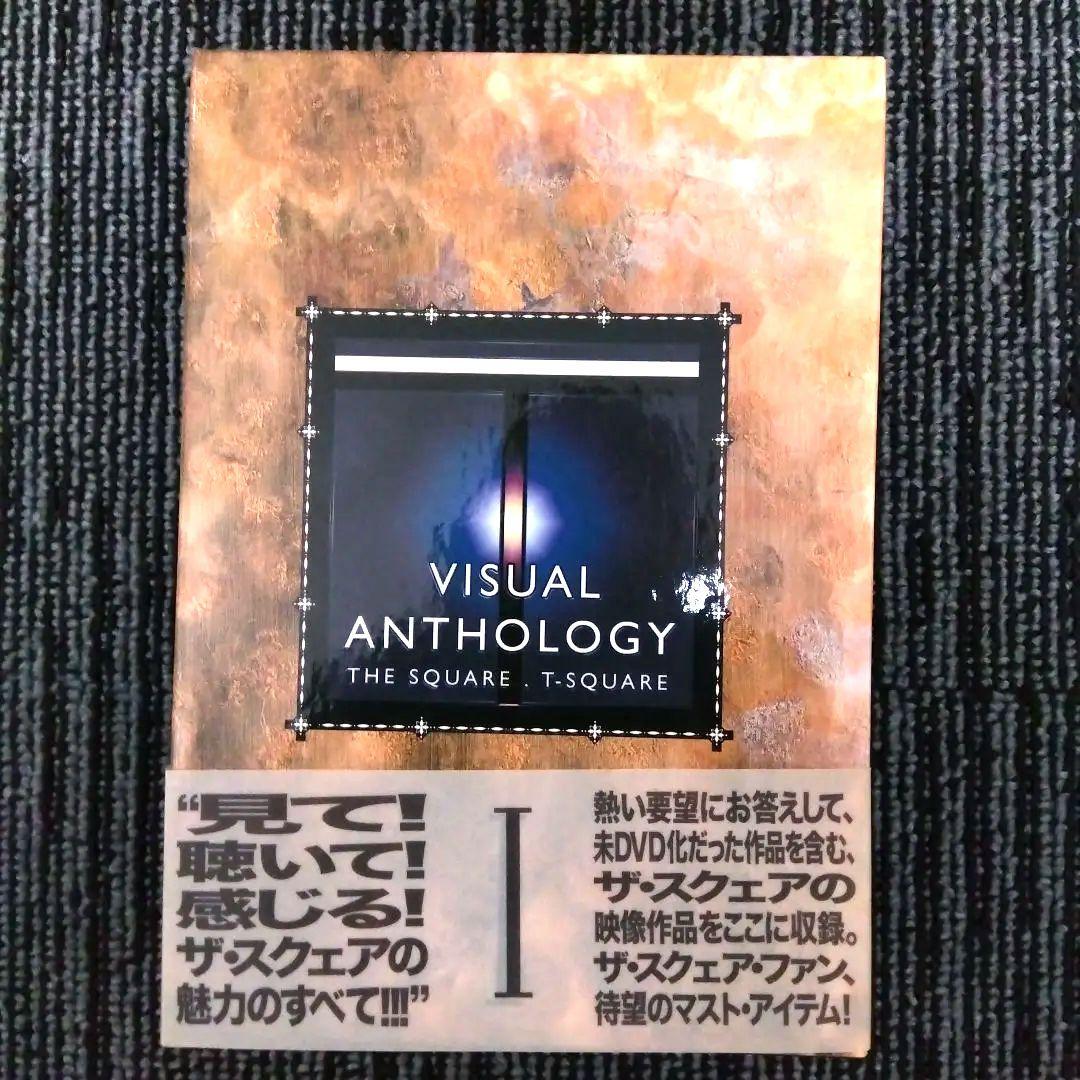 VISUAL
ANTHOLOGY
THE SQUARE . T-SQUARE
“見て!
聴いて!
感じる!
ザ・スクェアの
魅力のすべて!!!”
I
熱い要望にお答えして、
未DVD化だった作品を含む、
ザ・スクェアの
映像作品をここに収録。
ザ・スクェア・ファン、
待望のマスト・アイテム!